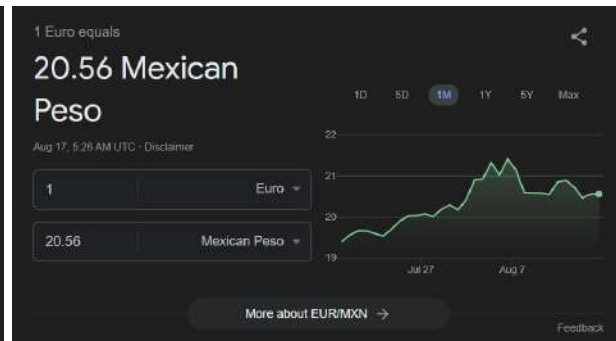 1 Euro equals
20.56 Mexican
Peso
Aug 17, 5:26 AM UTC · Disclaimer
1 Euro
20.56 Mexican Peso
1D 5D 1M 1Y 5Y Max
22
21
20
19
Jul 27 Aug 7
More about EUR/MXN →
Feedback